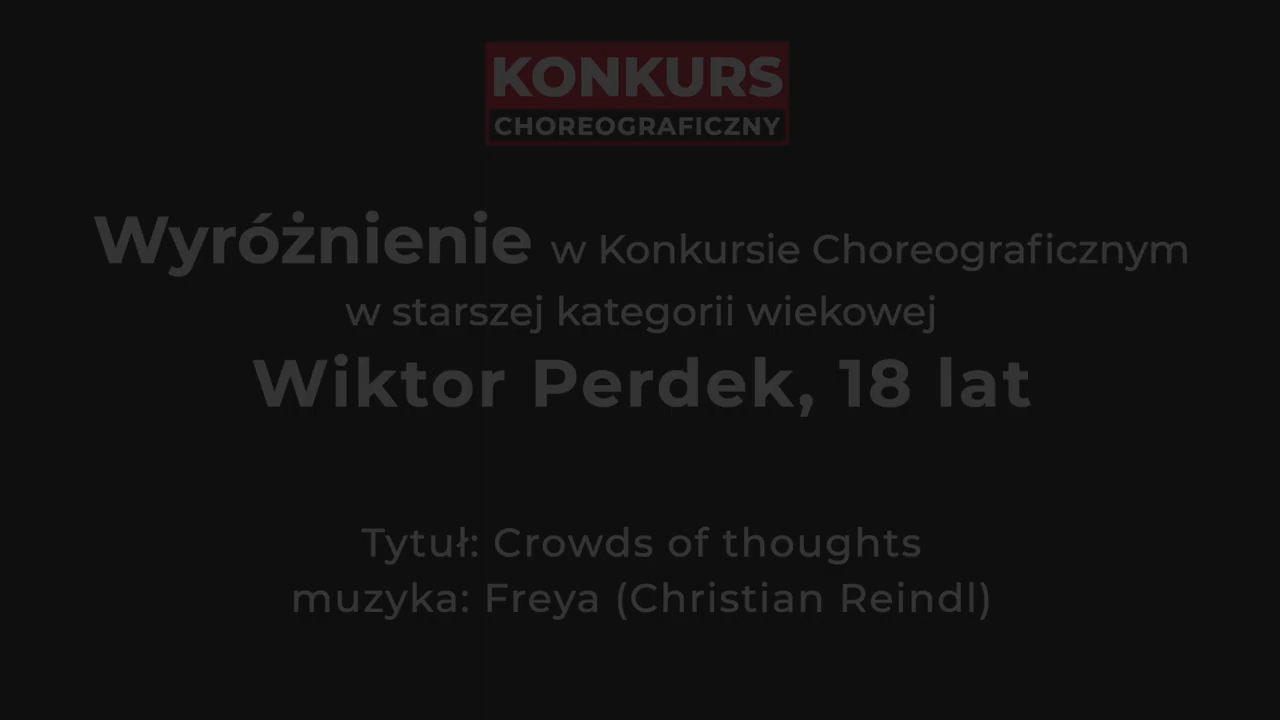 KONKURS
CHOREOGRAFICZNY
Wyróżnienie w Konkursie Choreograficznym
w starszej kategorii wiekowej
Wiktor Perdek, 18 lat
Tytuł: Crowds of thoughts
muzyka: Freya (Christian Reindl)